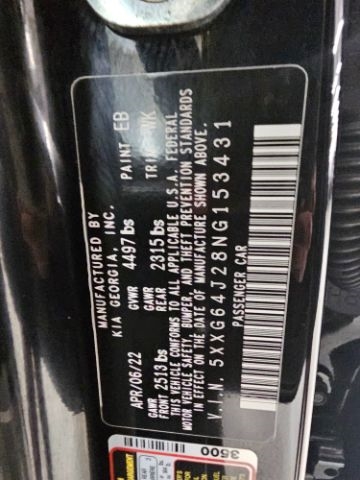 MANUFACTURED BY
KIA GEORGIA, INC.
APR/06/22 GVWR 4497 lbs PAINT EB
GAWR FRONT 2513 lbs GAWR REAR 2315 lbs TRIM WK
THIS VEHICLE CONFORMS TO ALL APPLICABLE U.S.A. FEDERAL
MOTOR VEHICLE SAFETY, BUMPER, AND THEFT PREVENTION STANDARDS
IN EFFECT ON THE DATE OF MANUFACTURE SHOWN ABOVE.
V.I.N. 5XXG64J28NG153431
PASSENGER CAR
3500